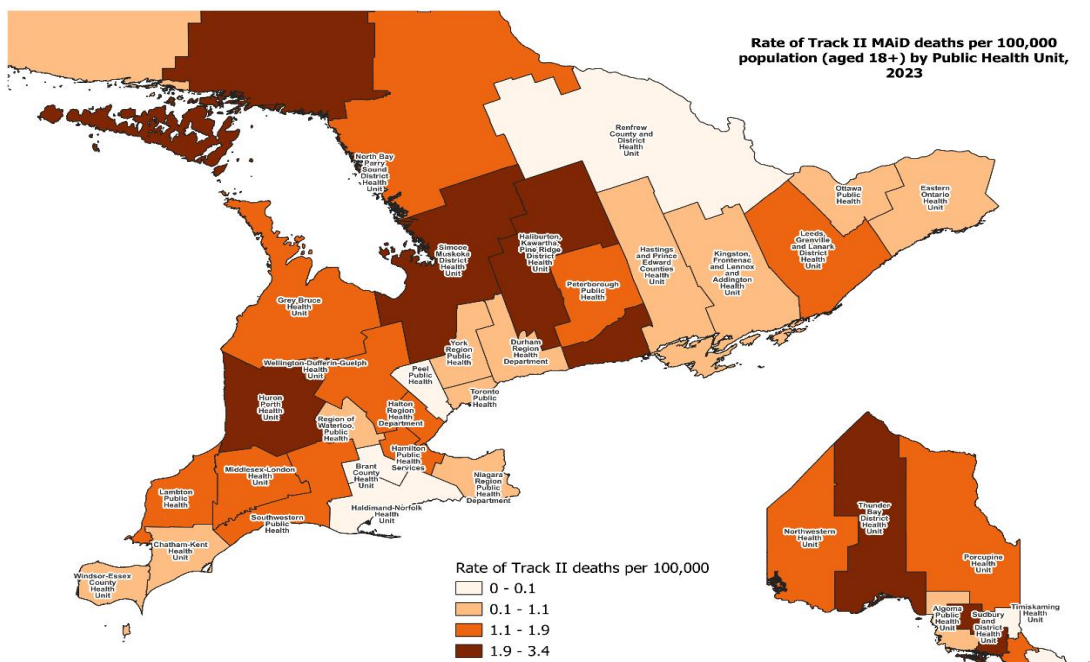 Rate of Track II MAiD deaths per 100,000
population (aged 18+) by Public Health Unit,
2023
Renfrew
County and
District
Health
Unit
North Bay
Parry
Sound
District
Health
Unit
Ottawa
Public
Health
Eastern
Ontario
Health
Unit
Simcoe
Muskoka
District
Health
Unit
Haliburton,
Kawartha,
Pine Ridge
District
Health
Unit
Hastings
and Prince
Edward
Counties
Health
Unit
Kingston,
Frontenac
and Lennox
and
Addington
Health
Unit
Leeds,
Grenville
and Lanark
District
Health
Unit
Peterborough
Public
Health
Grey Bruce
Health
Unit
York
Region
Public
Health
Durham
Region
Health
Department
Wellington-Dufferin-Guelph
Health
Unit
Peel
Public
Health
Toronto
Public
Health
Huron
Perth
Health
Unit
Region of
Waterloo,
Public
Health
Halton
Region
Health
Department
Hamilton
Public
Health
Services
Brant
County
Health
Unit
Niagara
Region
Public
Health
Department
Middlesex-London
Health
Unit
Lambton
Public
Health
Haldimand-Norfolk
Health
Unit
Southwestern
Public
Health
Chatham-Kent
Health
Unit
Windsor-Essex
County
Health
Unit
Rate of Track II deaths per 100,000
0 - 0.1
0.1 - 1.1
1.1 - 1.9
1.9 - 3.4
Northwestern
Health
Unit
Thunder
Bay
District
Health
Unit
Porcupine
Health
Unit
Algoma
Public
Health
Unit
Sudbury
and
District
Health
Unit
Timiskaming
Health
Unit